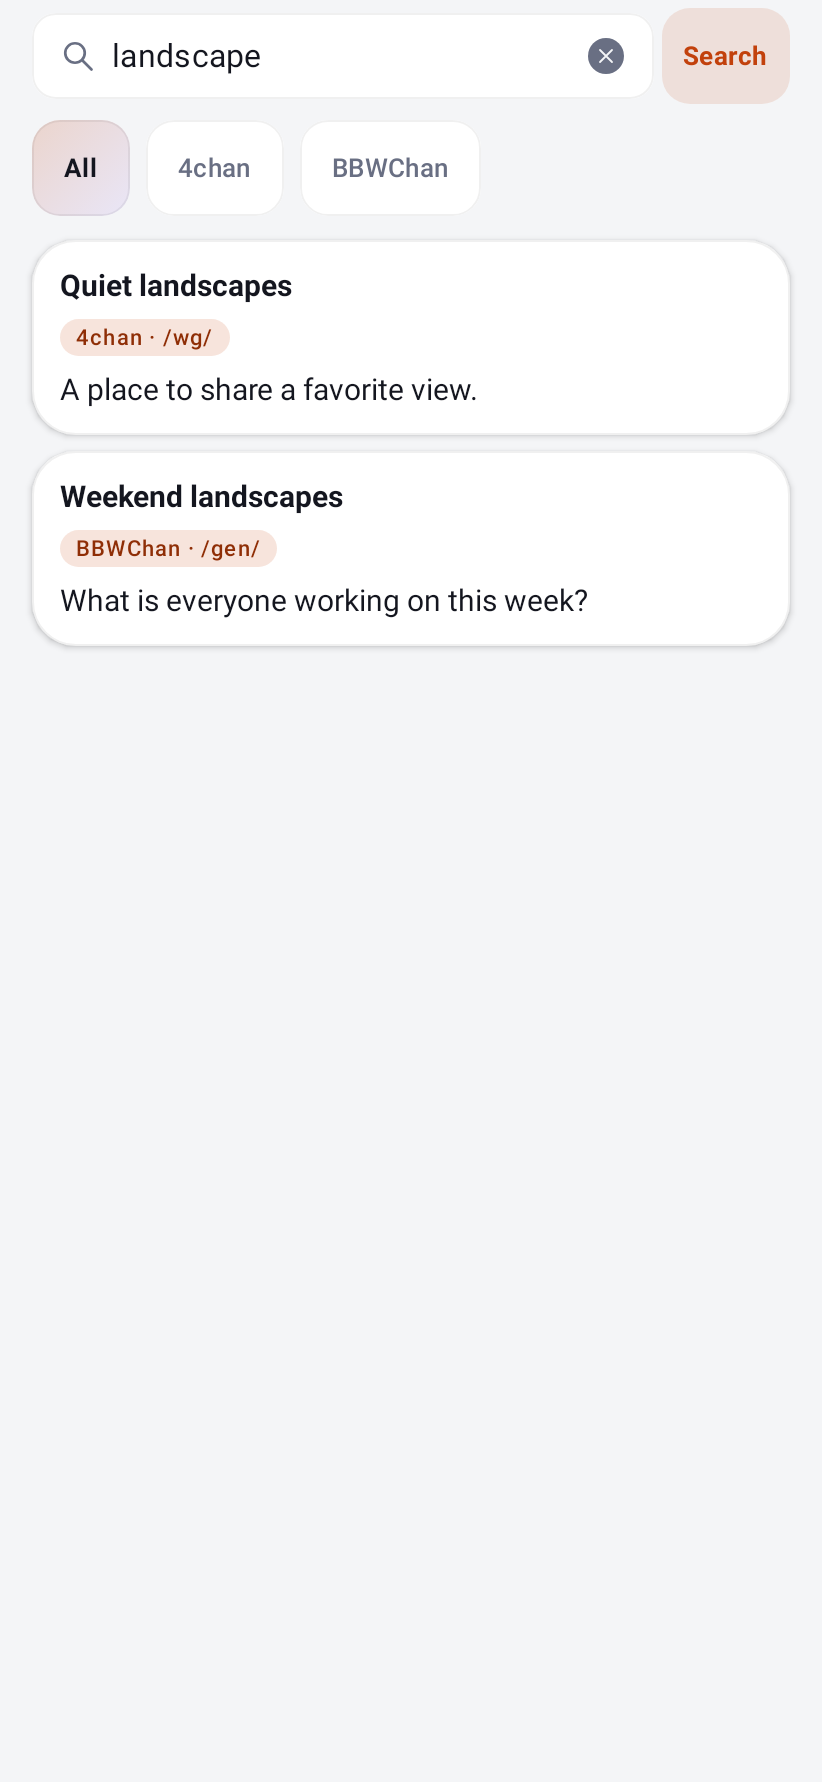 landscape
Search
All
4chan
BBWChan
Quiet landscapes
4chan · /wg/
A place to share a favorite view.
Weekend landscapes
BBWChan · /gen/
What is everyone working on this week?